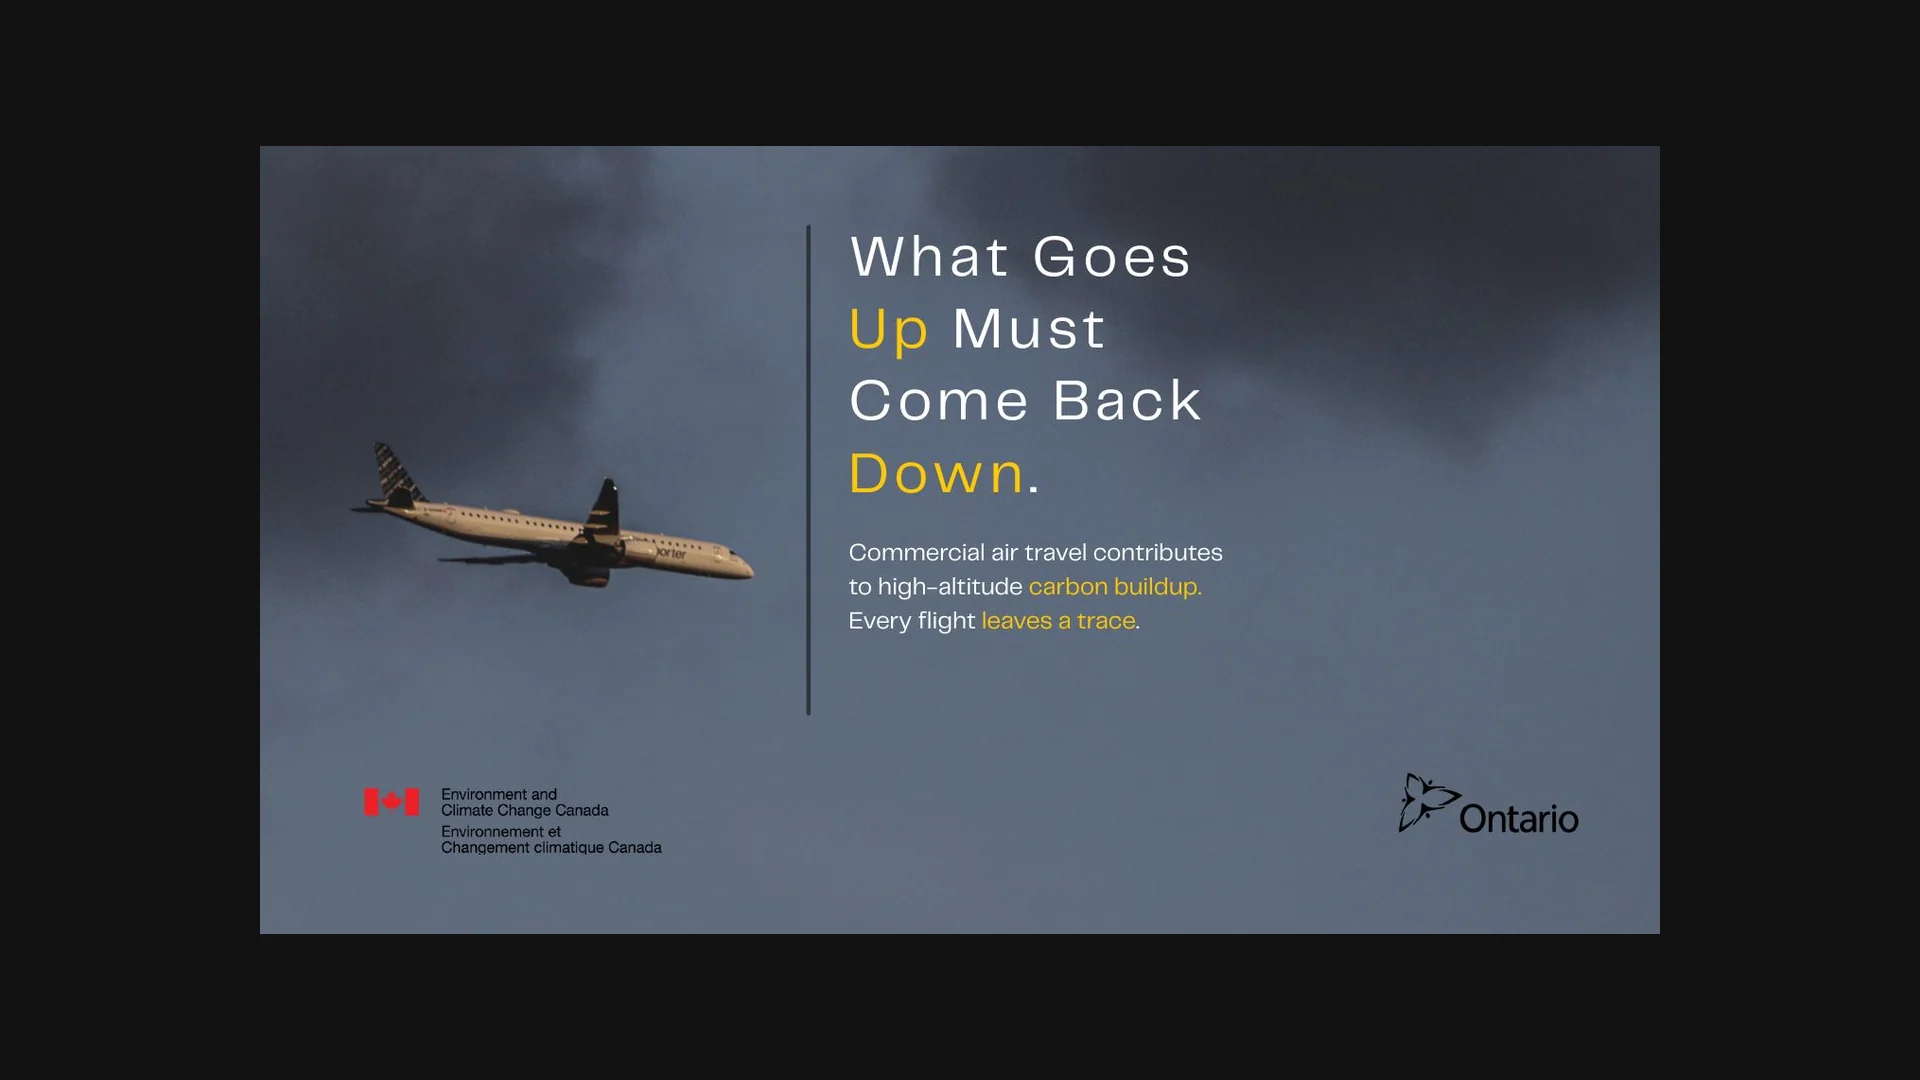 What Goes
Up Must
Come Back
Down.
Commercial air travel contributes
to high-altitude carbon buildup.
Every flight leaves a trace.
porter
Environment and
Climate Change Canada
Environnement et
Changement climatique Canada
Ontario